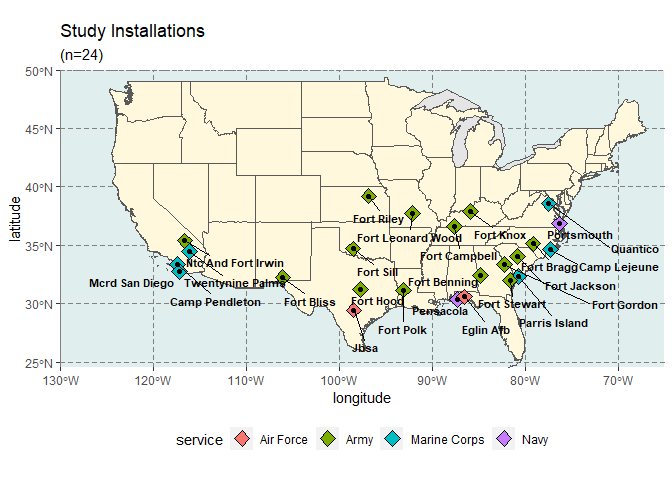 Study Installations
(n=24)
50°N
45°N
40°N
35°N
30°N
25°N
latitude
Fort Riley
Fort Leonard Wood
Fort Knox
Portsmouth
Quantico
Nto And Fort Irwin
Fort Sill
Fort Campbell
Fort Bragg
Camp Lejeune
Mcrd San Diego
Twentynine Palms
Fort Benning
Fort Jackson
Camp Pendleton
Fort Bliss
Fort Hood
Pensacola
Fort Stewart
Fort Gordon
Fort Polk
Eglin Afb
Parris Island
Jbsa
130°W
120°W
110°W
100°W
90°W
80°W
70°W
longitude
service
Air Force
Army
Marine Corps
Navy